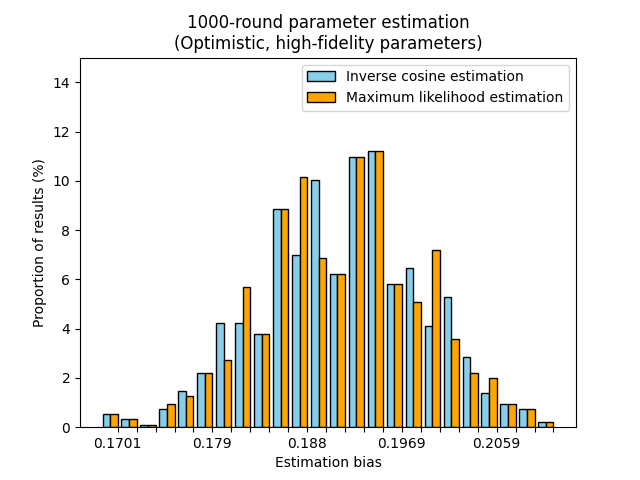 1000-round parameter estimation
(Optimistic, high-fidelity parameters)
Inverse cosine estimation
Maximum likelihood estimation
Proportion of results (%)
14
12
10
8
6
4
2
0
0.1701 0.179 0.188 0.1969 0.2059
Estimation bias